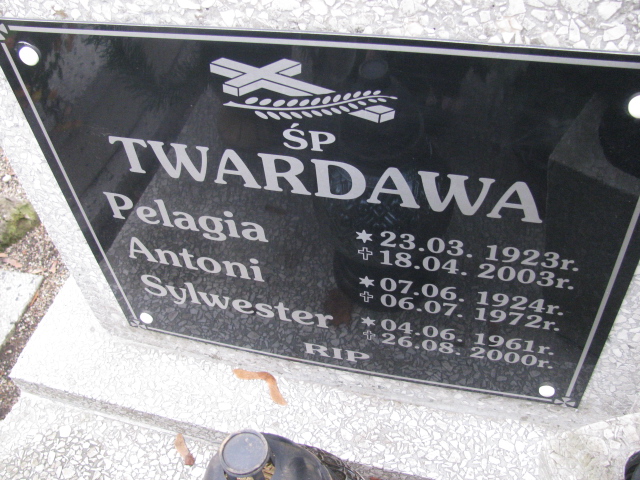 ŚP
TWARDAWA
Pelagia ✶ 23.03. 1923r.
✝ 18.04. 2003r.
Antoni ✶ 07.06. 1924r.
✝ 06.07. 1972r.
Sylwester ✶ 04.06. 1961r.
✝ 26.08. 2000r.
RIP